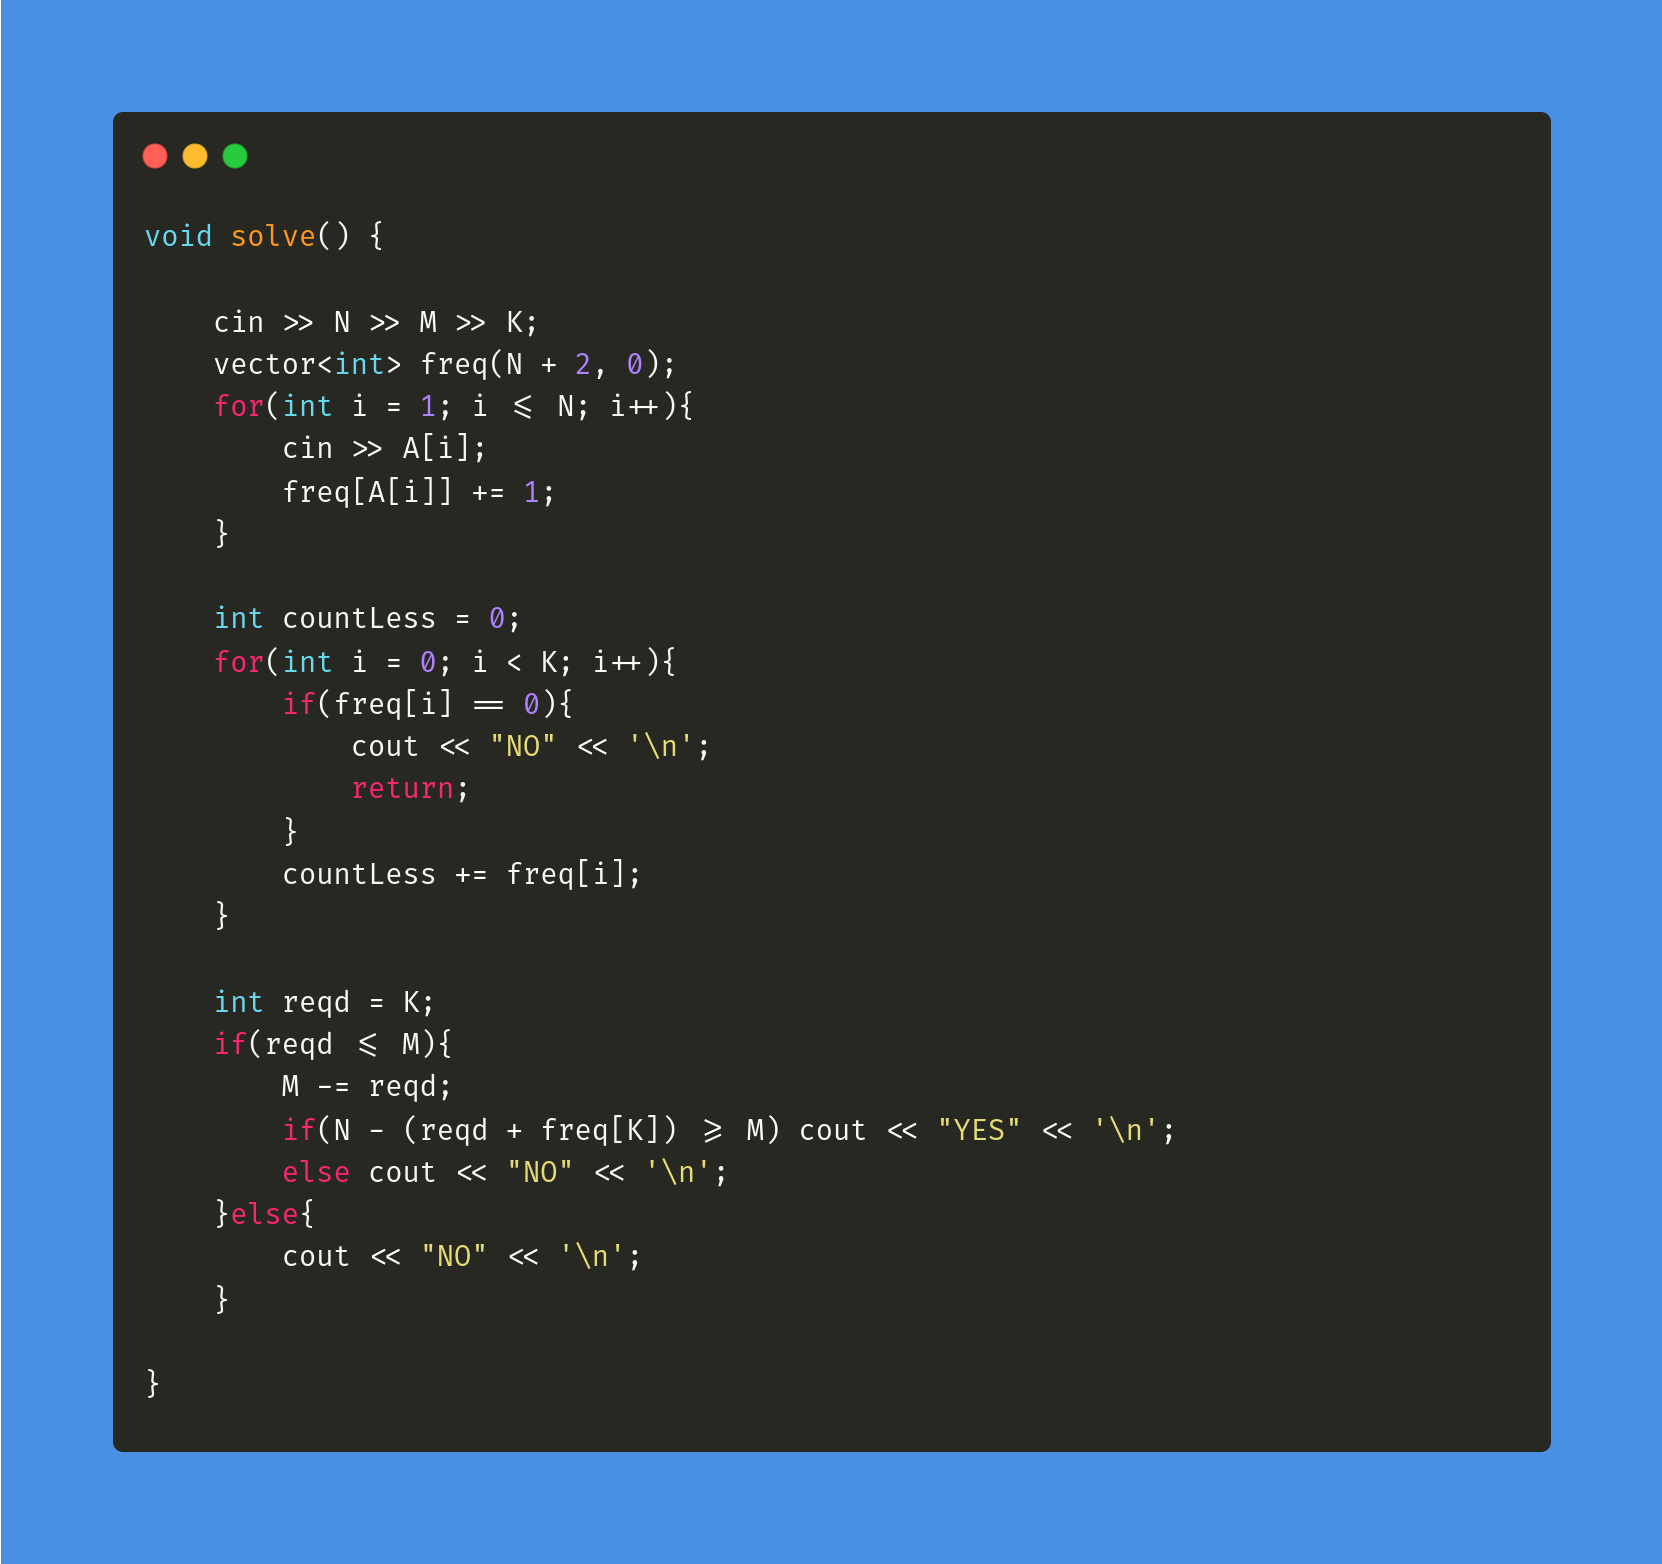 void solve() {
cin >> N >> M >> K;
vector<int> freq(N + 2, 0);
for(int i = 1; i <= N; i++){
cin >> A[i];
freq[A[i]] += 1;
}
int countLess = 0;
for(int i = 0; i < K; i++){
if(freq[i] == 0){
cout << "NO" << '\n';
return;
}
countLess += freq[i];
}
int reqd = K;
if(reqd <= M){
M -= reqd;
if(N - (reqd + freq[K]) >= M) cout << "YES" << '\n';
else cout << "NO" << '\n';
}else{
cout << "NO" << '\n';
}
}